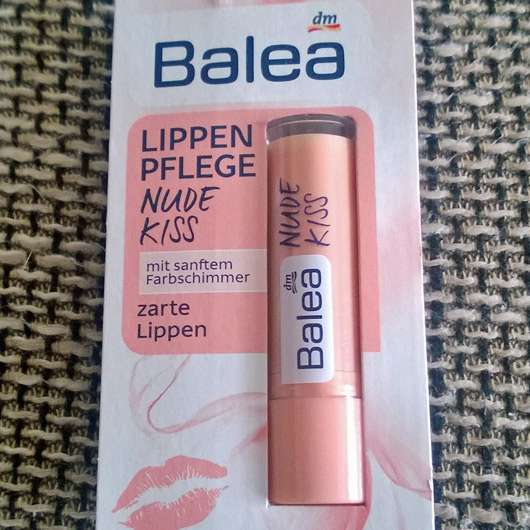 dm
Balea
LIPPEN
PFLEGE
NUDE
KISS
mit sanftem
Farbschimmer
zarte
Lippen
NUDE
KISS
dm
Balea